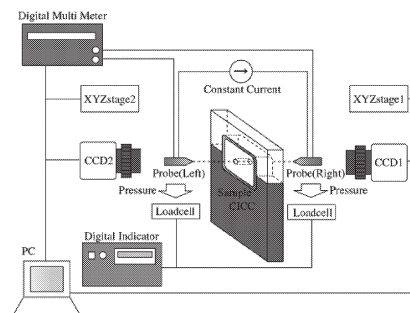 Digital Multi Meter
Constant Current
XYZstage2
XYZstage1
CCD2
CCD1
Probe(Left)
Probe(Right)
Pressure
Pressure
Sample
CICC
Loadcell
Loadcell
Digital Indicator
PC